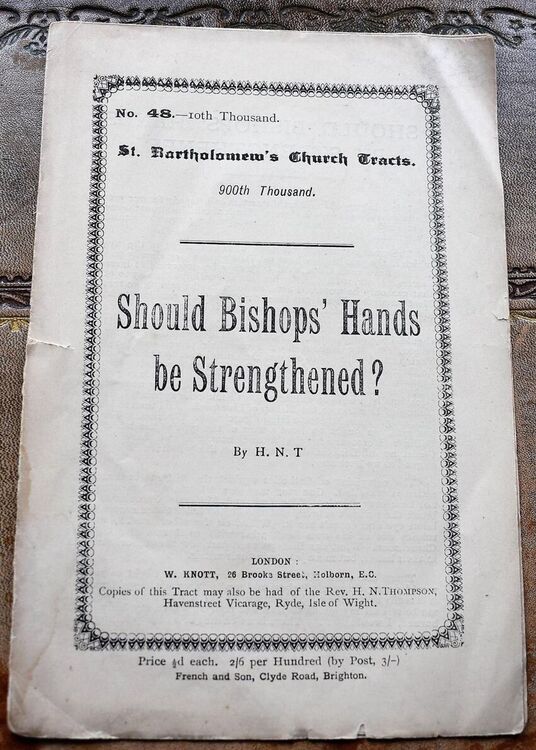 No. 48.—10th Thousand.
St. Bartholomew's Church Tracts.
900th Thousand.
Should Bishops' Hands
be Strengthened?
By H. N. T
LONDON :
W. KNOTT, 26 Brooke Street, Holborn, E.C.
Copies of this Tract may also be had of the Rev. H. N. THOMPSON,
Havenstreet Vicarage, Ryde, Isle of Wight.
Price ½d each. 2/6 per Hundred (by Post, 3/-)
French and Son, Clyde Road, Brighton.